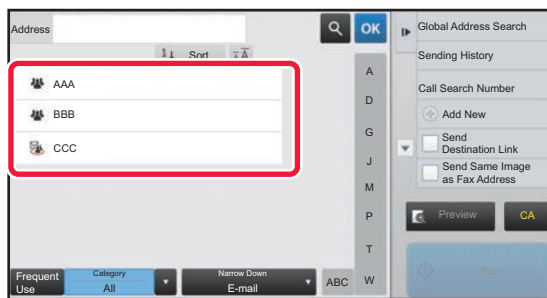 Address
OK
Sort
AAA
BBB
CCC
A
D
G
J
M
P
T
W
ABC
Frequent
Use
Category
All
Narrow Down
E-mail
Global Address Search
Sending History
Call Search Number
Add New
Send
Destination Link
Send Same Image
as Fax Address
Preview
CA
Start